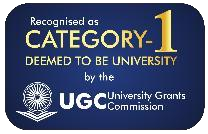 Recognised as
CATEGORY-1
DEEMED TO BE UNIVERSITY
by the
UGC University Grants
Commission